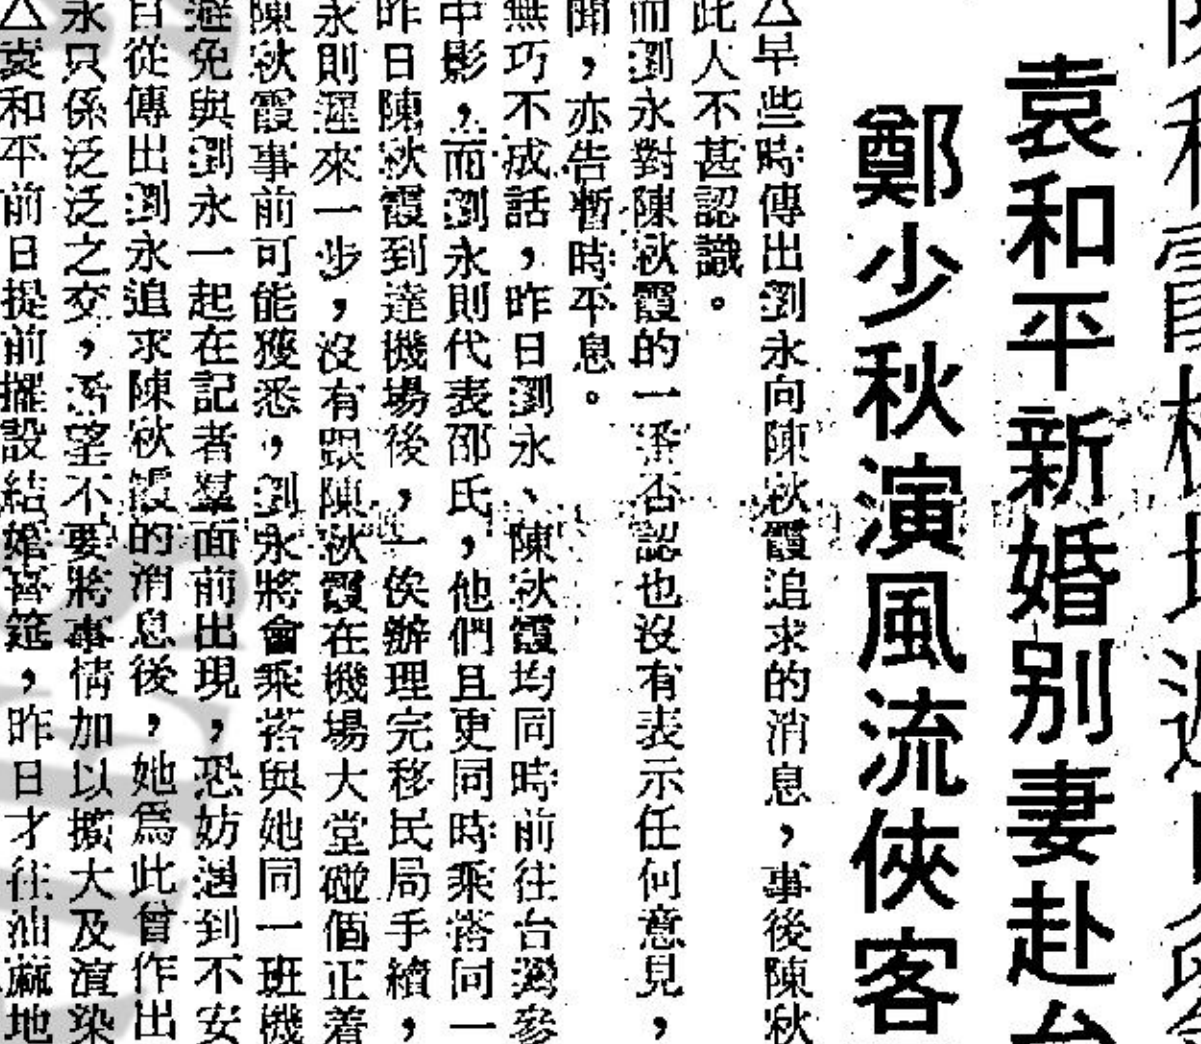 袁和平新婚别妻赴台
鄭少秋演風流俠客
△早些時傳出劉永向陳秋霞追求的消息，事後陳秋
此人不甚認識。
而劉永對陳秋霞的一番否認也沒有表示任何意見，
聞，亦告暫時平息。
無巧不成話，昨日劉永、陳秋霞均同時前往台灣參
中影，而劉永則代表邵氏，他們且更同時乘搭同一
昨日陳秋霞到達機場後，一俟辦理完移民局手續，
永則遲來一步，沒有跟陳秋霞在機場大堂碰個正着
陳秋霞事前可能獲悉，劉永將會乘搭與她同一班機
避免與劉永一起在記者羣面前出現，恐妨遇到不安
自從傳出劉永追求陳秋霞的消息後，她爲此曾作出
永只係泛泛之交，希望不要將事情加以擴大及渲染
△袁和平前日提前擺設結婚喜筵，昨日才往油蔴地